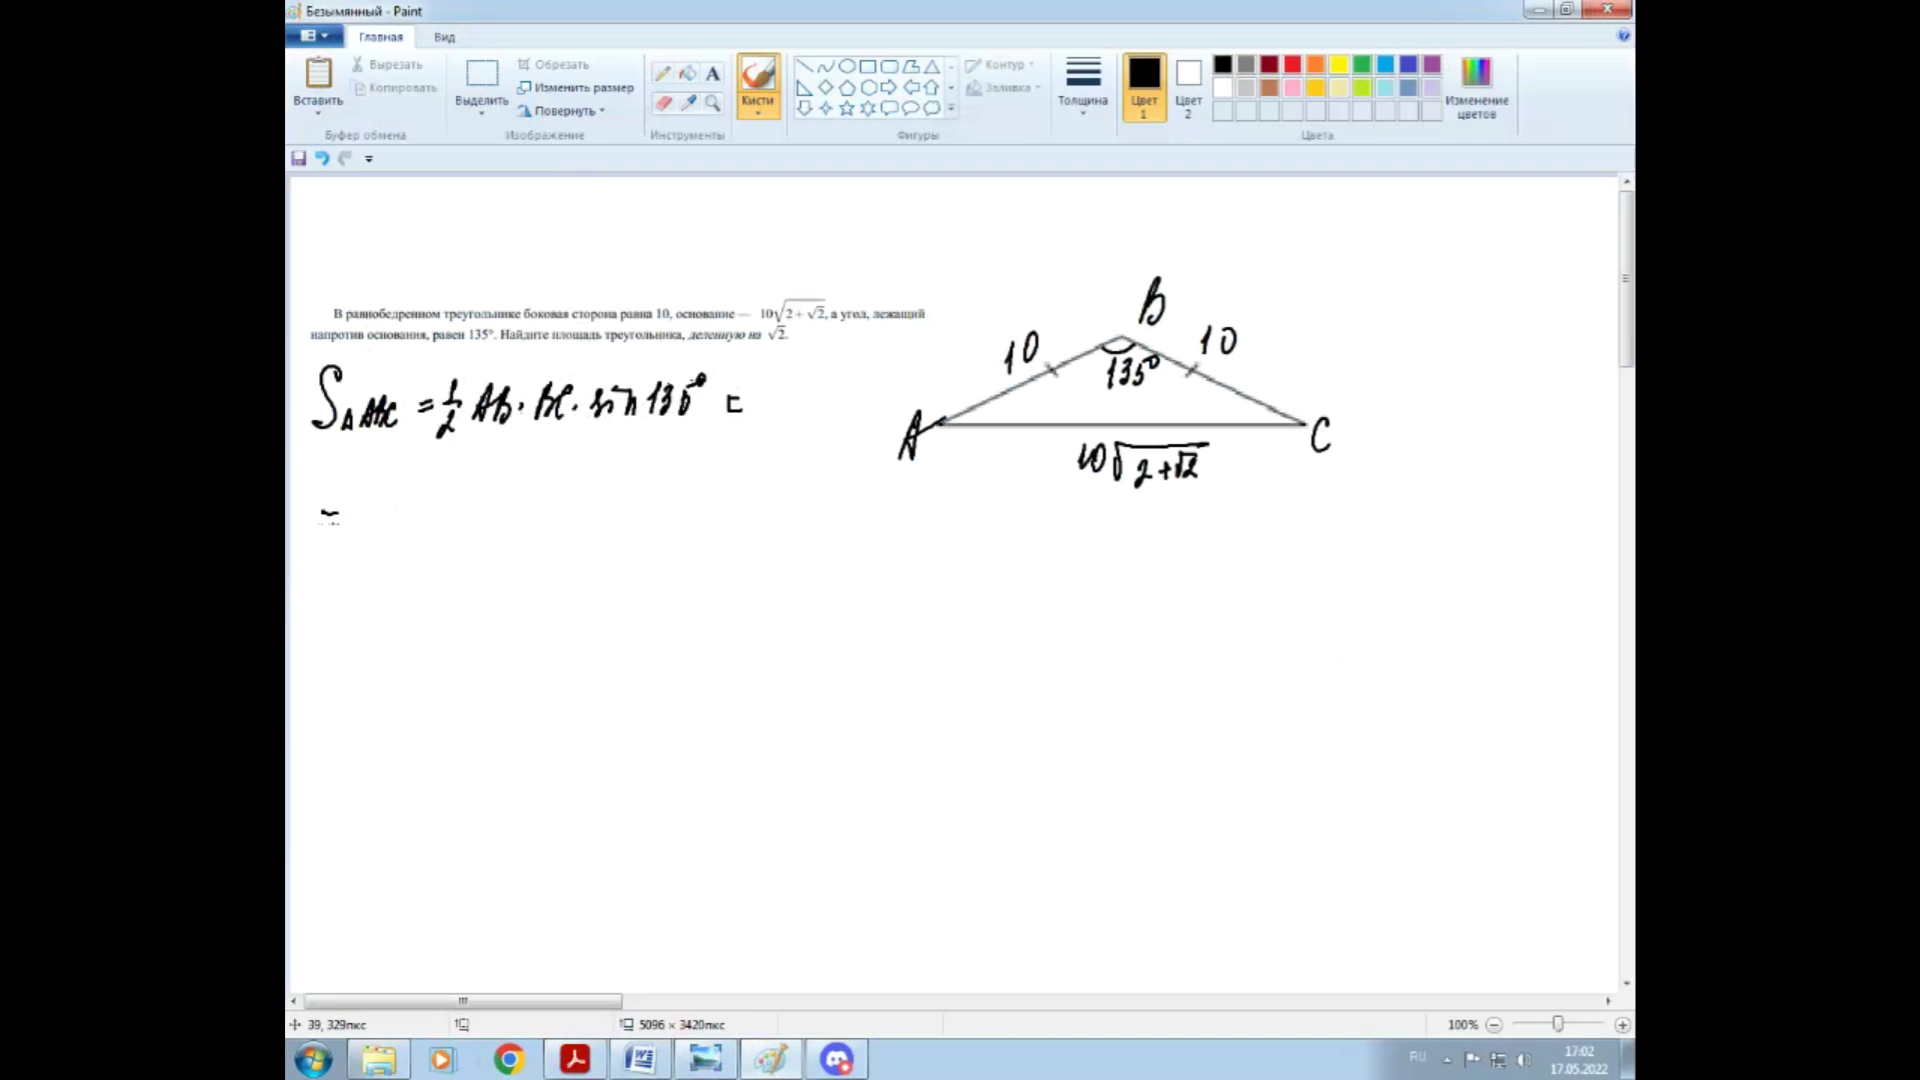 Безымянный - Paint
Главная Вид
Вставить
Вырезать
Копировать
Буфер обмена
Выделить
Обрезать
Изменить размер
Повернуть
Изображение
A
Инструменты
Кисти
Контур
Заливка
Фигуры
Толщина
Цвет 1
Цвет 2
Изменение цветов
Цвета
В равнобедренном треугольнике боковая сторона равна 10, основание — 10√(2+√2), а угол, лежащий
напротив основания, равен 135°. Найдите площадь треугольника, деленную на √2.
S△ABC = 1/2 AB · BC · sin 135° =
B
10 10
135°
A C
10√(2+√2)
39, 329пкс 5096 × 3420пкс 100%
RU 17:02
17.05.2022